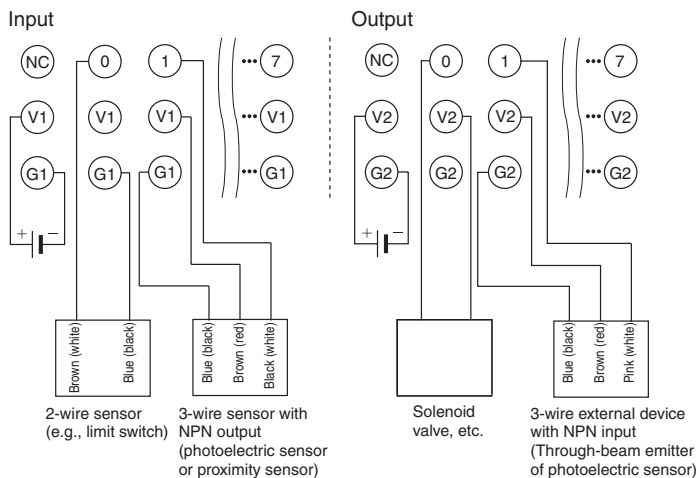 Input
Output
NC 0 1 ••• 7
V1 V1 V1 ••• V1
G1 G1 G1 ••• G1
+ −
NC 0 1 ••• 7
V2 V2 V2 ••• V2
G2 G2 G2 ••• G2
+ −
Brown (white)
Blue (black)
Blue (black)
Brown (red)
Black (white)
Blue (black)
Brown (red)
Pink (white)
2-wire sensor
(e.g., limit switch)
3-wire sensor with
NPN output
(photoelectric sensor
or proximity sensor)
Solenoid
valve, etc.
3-wire external device
with NPN input
(Through-beam emitter
of photoelectric sensor)